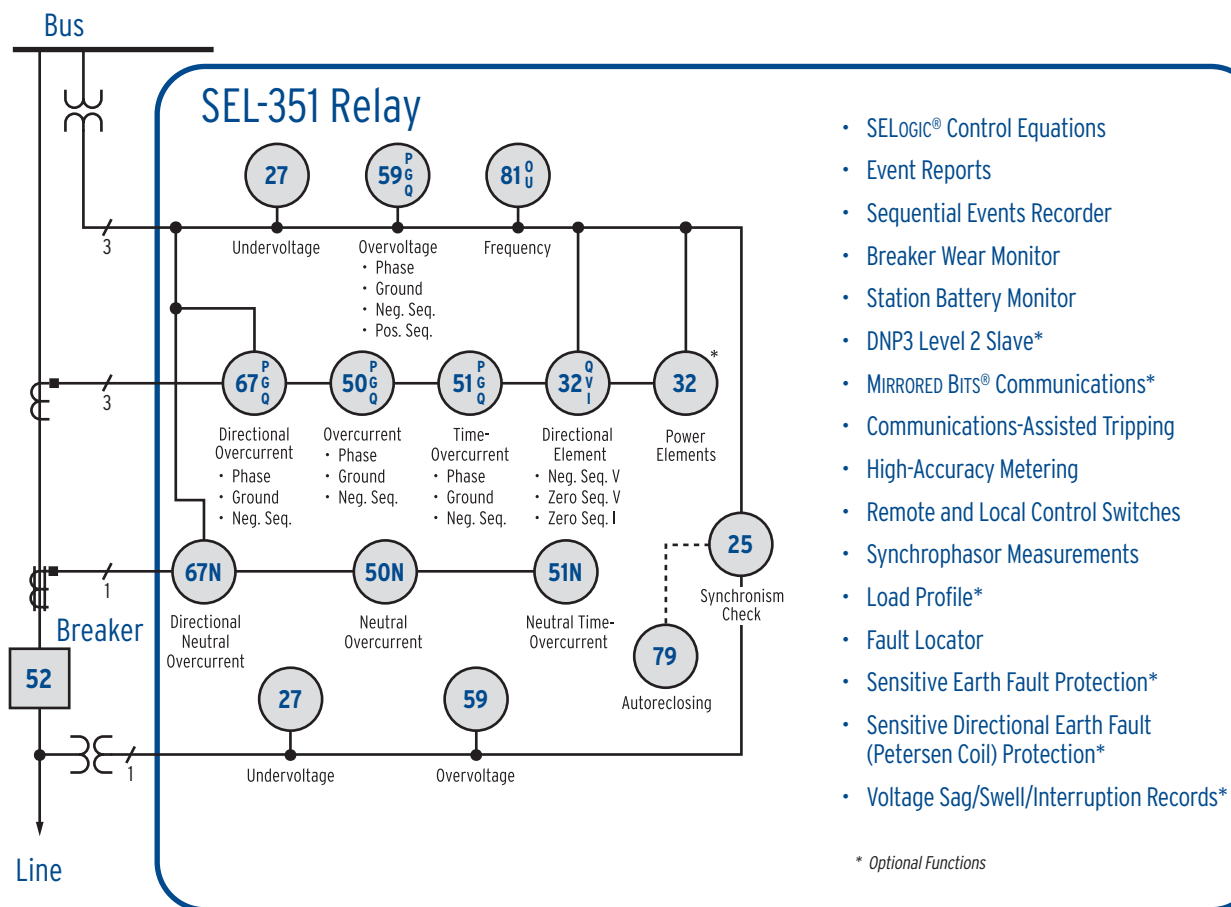 Bus
SEL-351 Relay
27
59 P G Q
81 O U
3
Undervoltage
Overvoltage
• Phase
• Ground
• Neg. Seq.
• Pos. Seq.
Frequency
3
67 P G Q
50 P G Q
51 P G Q
32 Q V I
32 *
Directional
Overcurrent
• Phase
• Ground
• Neg. Seq.
Overcurrent
• Phase
• Ground
• Neg. Seq.
Time-
Overcurrent
• Phase
• Ground
• Neg. Seq.
Directional
Element
• Neg. Seq. V
• Zero Seq. V
• Zero Seq. I
Power
Elements
25
Synchronism
Check
1
67N
50N
51N
Directional
Neutral
Overcurrent
Neutral
Overcurrent
Neutral Time-
Overcurrent
79
Autoreclosing
Breaker
52
27
59
1
Undervoltage
Overvoltage
Line
• SELOGIC® Control Equations
• Event Reports
• Sequential Events Recorder
• Breaker Wear Monitor
• Station Battery Monitor
• DNP3 Level 2 Slave*
• MIRRORED BITS® Communications*
• Communications-Assisted Tripping
• High-Accuracy Metering
• Remote and Local Control Switches
• Synchrophasor Measurements
• Load Profile*
• Fault Locator
• Sensitive Earth Fault Protection*
• Sensitive Directional Earth Fault
(Petersen Coil) Protection*
• Voltage Sag/Swell/Interruption Records*
* Optional Functions